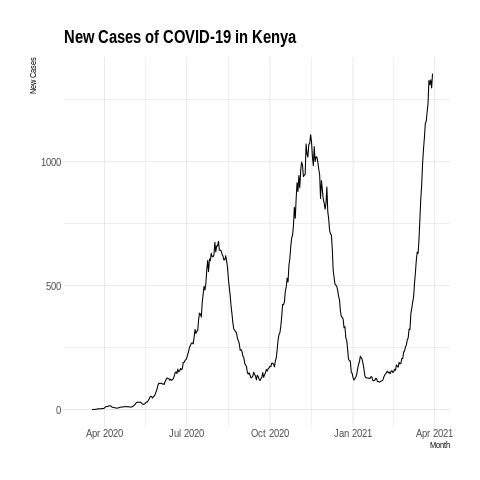 New Cases of COVID-19 in Kenya
New Cases
1000
500
0
Apr 2020
Jul 2020
Oct 2020
Jan 2021
Apr 2021
Month